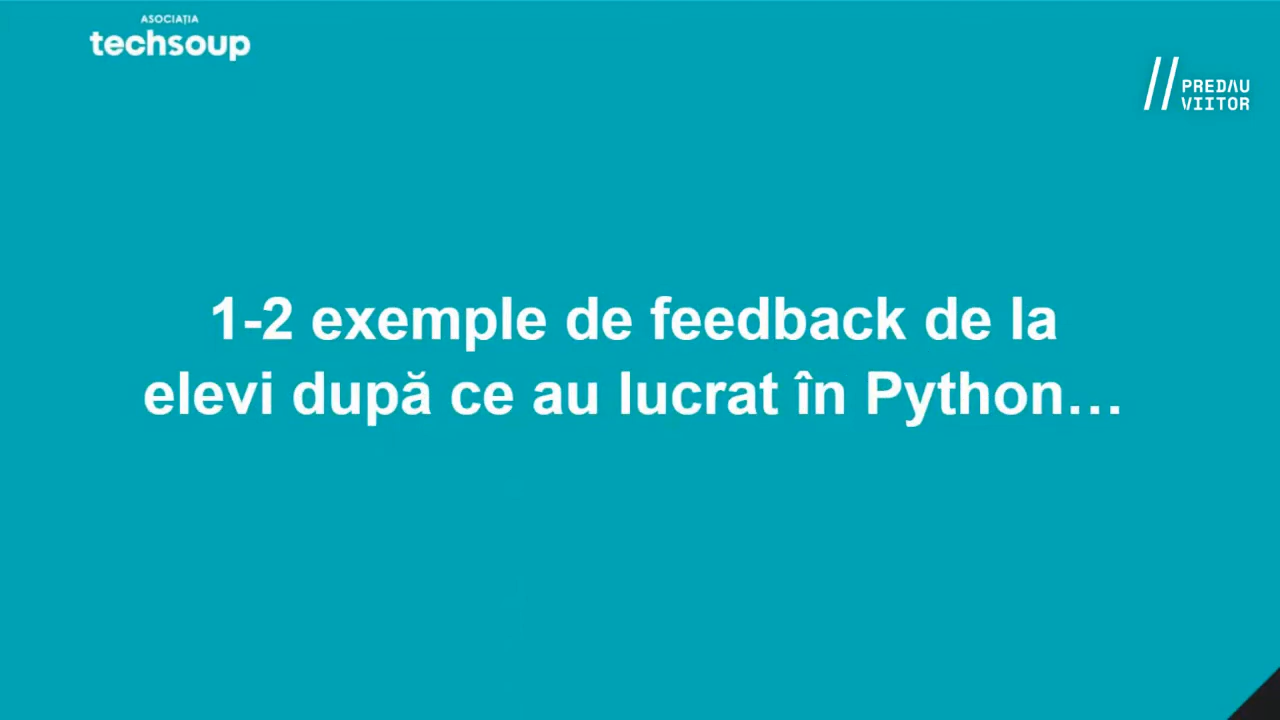 ASOCIAȚIA
techsoup
// PREDAU
VIITOR
1-2 exemple de feedback de la
elevi după ce au lucrat în Python…